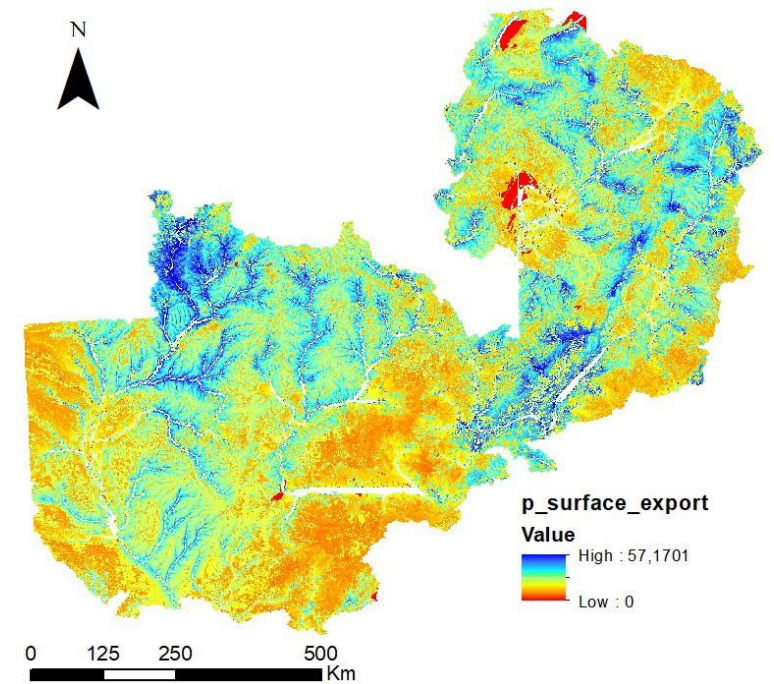 N
p_surface_export
Value
High : 57,1701
Low : 0
0 125 250 500
Km